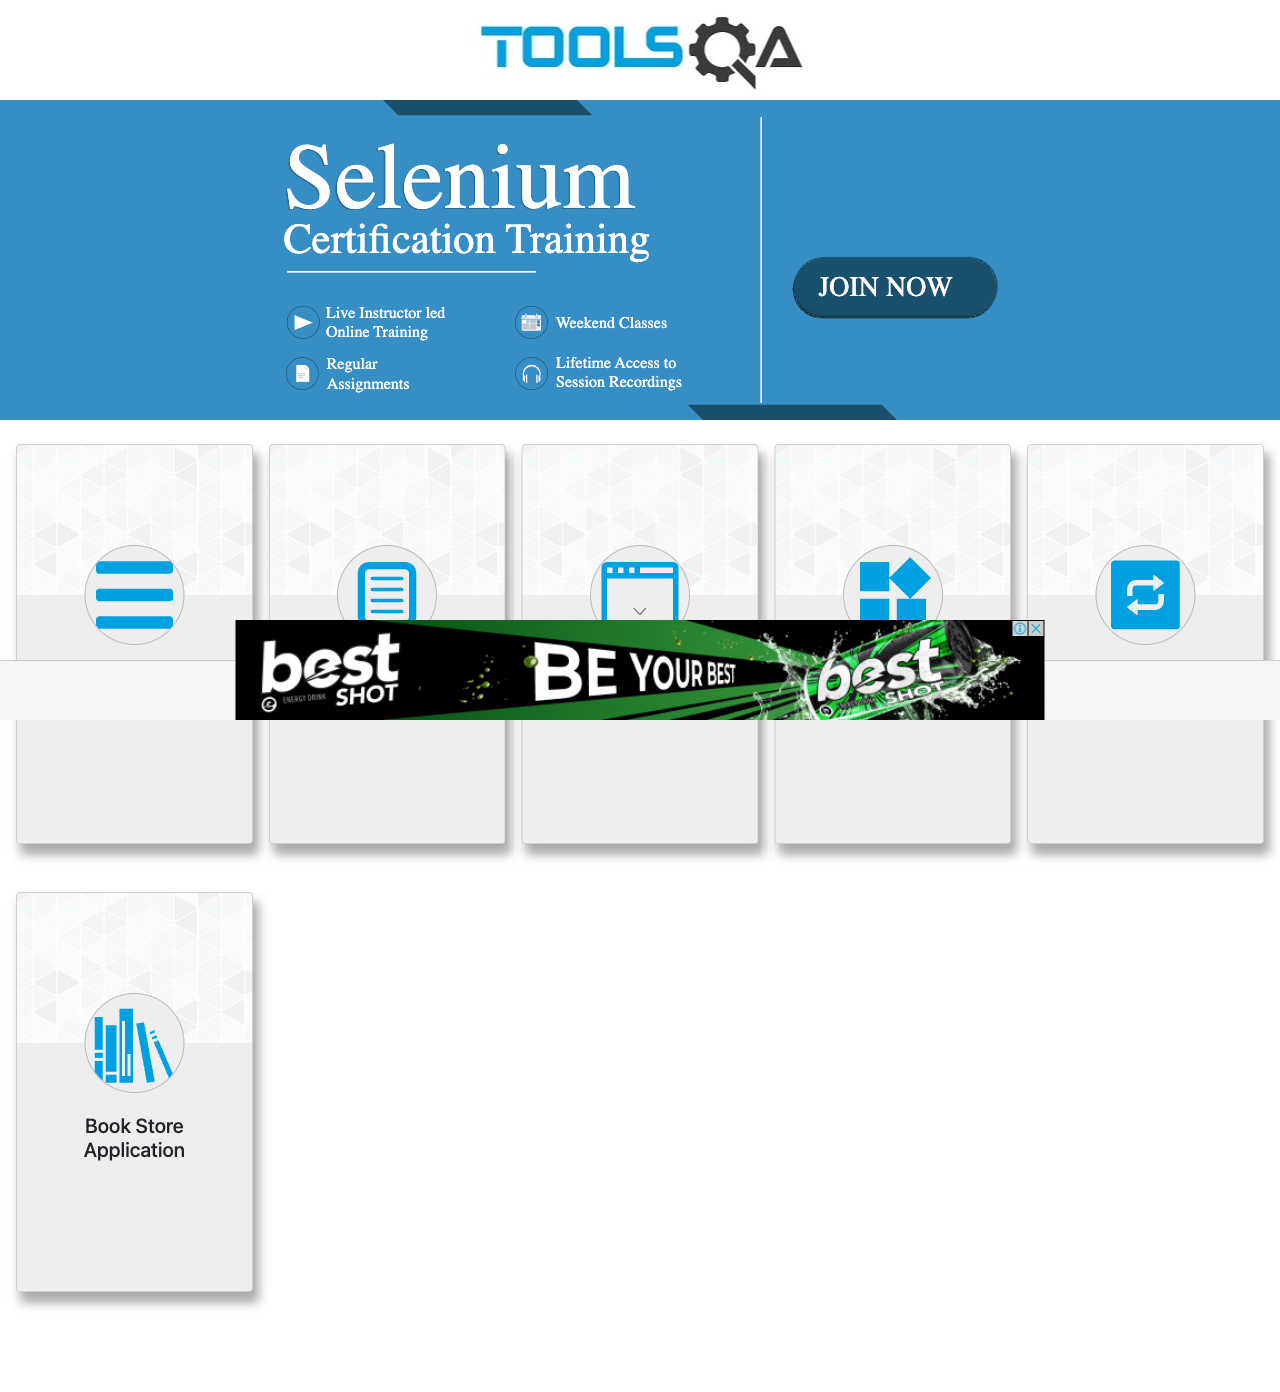 TOOLSQA
Selenium
Certification Training
JOIN NOW
Live Instructor led
Online Training
Weekend Classes
Regular
Assignments
Lifetime Access to
Session Recordings
best
SHOT
ENERGY DRINK
BE YOUR BEST
best
SHOT
Book Store
Application